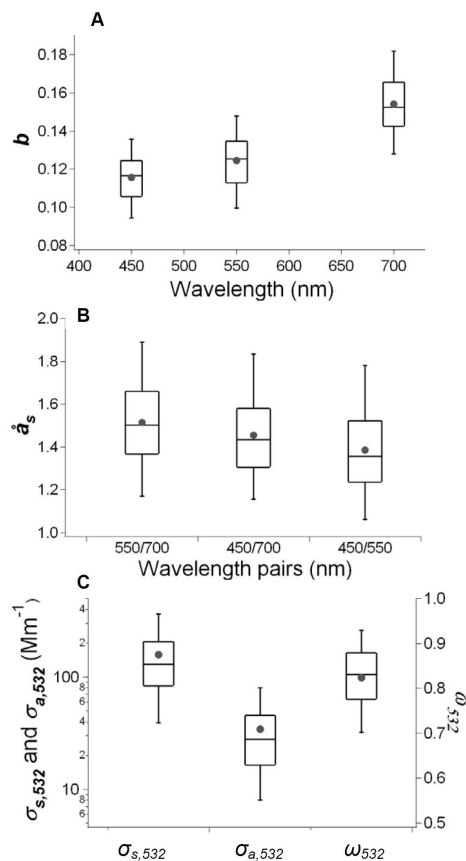 A
0.18
0.16
0.14
0.12
0.10
0.08
b
400 450 500 550 600 650 700
Wavelength (nm)
B
2.0
1.8
1.6
1.4
1.2
1.0
å_s
550/700 450/700 450/550
Wavelength pairs (nm)
C
4
2
100
8
6
4
2
10
8
6
σ_s,532 and σ_a,532 (Mm⁻¹)
1.0
0.9
0.8
0.7
0.6
0.5
ω_532
σ_s,532 σ_a,532 ω_532